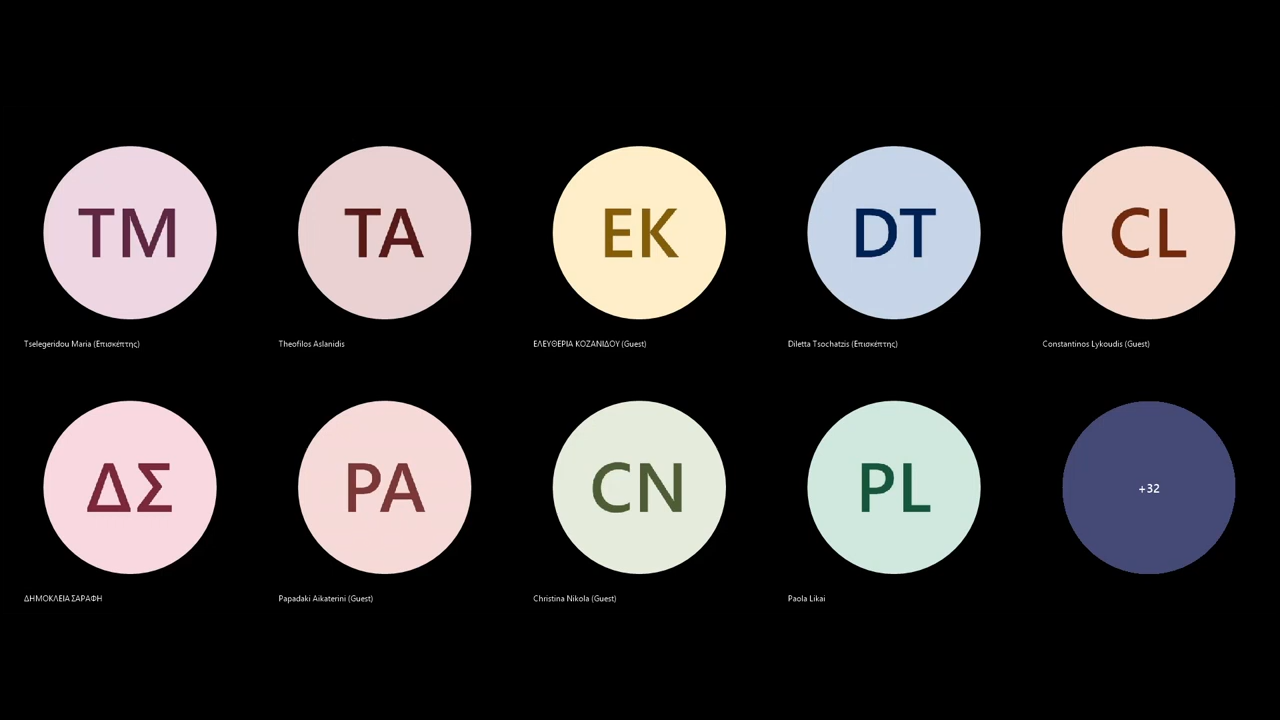 TM
TA
EK
DT
CL
Tselegeridou Maria (Επισκέπτης)
Theofilos Aslanidis
ΕΛΕΥΘΕΡΙΑ ΚΟΖΑΝΙΔΟΥ (Guest)
Diletta Tsochatzis (Επισκέπτης)
Constantinos Lykoudis (Guest)
ΔΣ
PA
CN
PL
+32
ΔΗΜΟΚΛΕΙΑ ΣΑΡΑΦΗ
Papadaki Aikaterini (Guest)
Christina Nikola (Guest)
Paola Likai